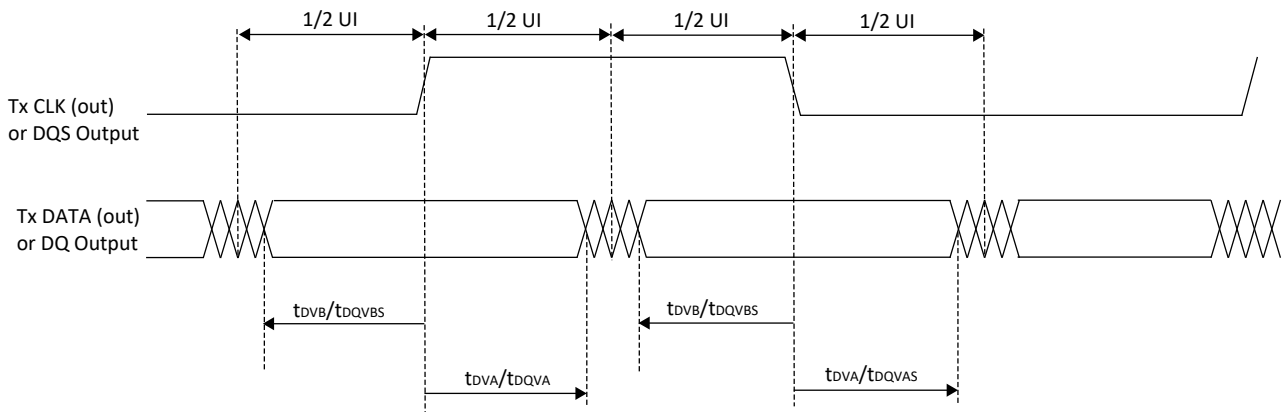 1/2 UI
1/2 UI
1/2 UI
1/2 UI
Tx CLK (out)
or DQS Output
Tx DATA (out)
or DQ Output
tDVB/tDQVBS
tDVB/tDQVBS
tDVA/tDQVA
tDVA/tDQVAS